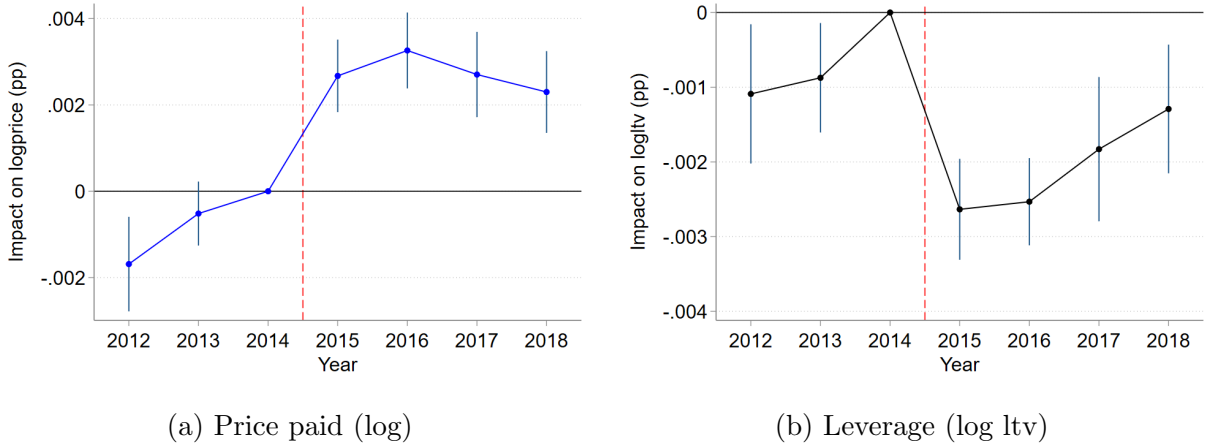 Impact on logprice (pp)
.004
.002
0
-.002
2012 2013 2014 2015 2016 2017 2018
Year
(a) Price paid (log)
Impact on logltv (pp)
0
-.001
-.002
-.003
-.004
2012 2013 2014 2015 2016 2017 2018
Year
(b) Leverage (log ltv)